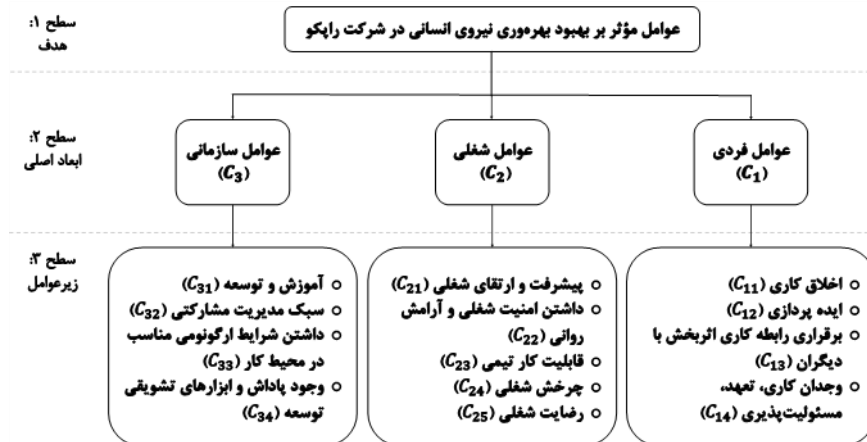 سطح ۱:
هدف
عوامل مؤثر بر بهبود بهره‌وری نیروی انسانی در شرکت راپکو
سطح ۲:
ابعاد اصلی
عوامل فردی
(C₁)
عوامل شغلی
(C₂)
عوامل سازمانی
(C₃)
سطح ۳:
زیرعوامل
○ اخلاق کاری (C₁₁)
○ ایده پردازی (C₁₂)
○ برقراری رابطه کاری اثربخش با
دیگران (C₁₃)
○ وجدان کاری، تعهد،
مسئولیت‌پذیری (C₁₄)
○ پیشرفت و ارتقای شغلی (C₂₁)
○ داشتن امنیت شغلی و آرامش
روانی (C₂₂)
○ قابلیت کار تیمی (C₂₃)
○ چرخش شغلی (C₂₄)
○ رضایت شغلی (C₂₅)
○ آموزش و توسعه (C₃₁)
○ سبک مدیریت مشارکتی (C₃₂)
○ داشتن شرایط ارگونومی مناسب
در محیط کار (C₃₃)
○ وجود پاداش و ابزارهای تشویقی
توسعه (C₃₄)